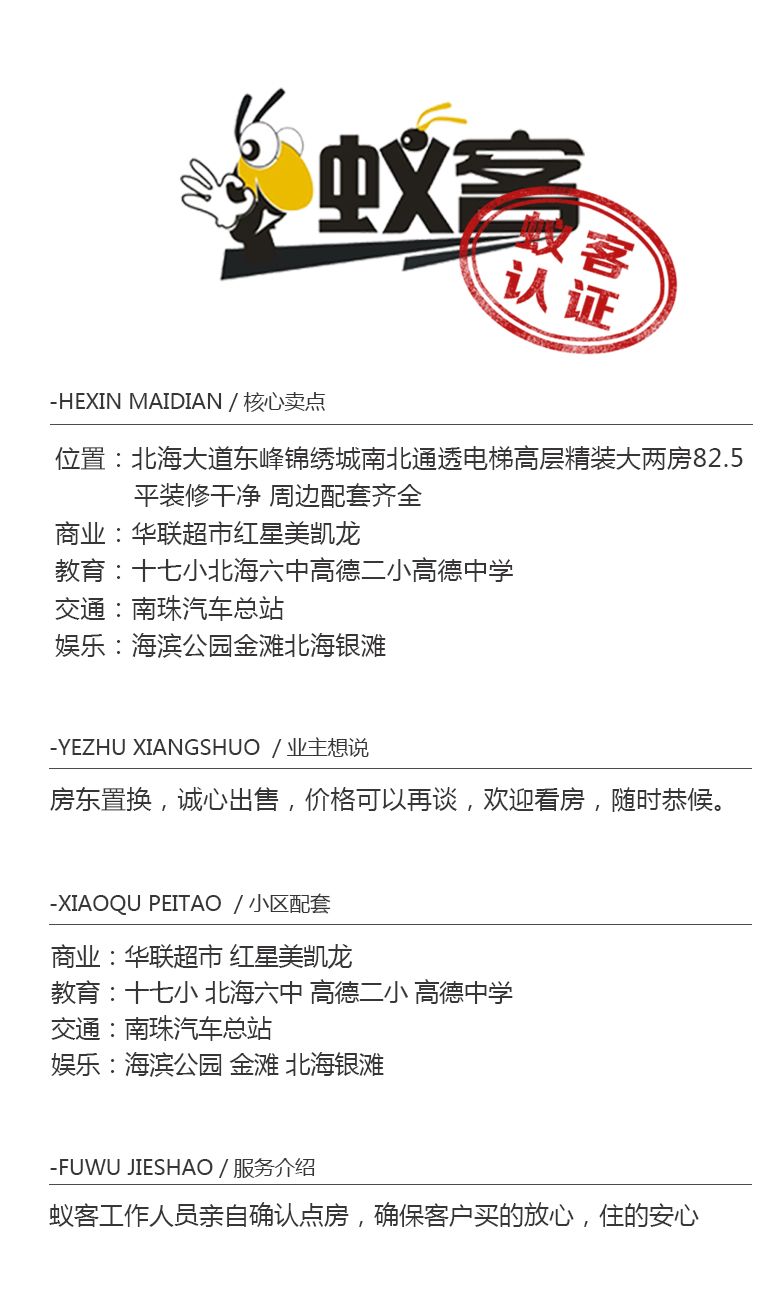 蚁客
蚁客
认证
-HEXIN MAIDIAN / 核心卖点
位置：北海大道东峰锦绣城南北通透电梯高层精装大两房82.5
平装修干净 周边配套齐全
商业：华联超市红星美凯龙
教育：十七小北海六中高德二小高德中学
交通：南珠汽车总站
娱乐：海滨公园金滩北海银滩
-YEZHU XIANGSHUO / 业主想说
房东置换，诚心出售，价格可以再谈，欢迎看房，随时恭候。
-XIAOQU PEITAO / 小区配套
商业：华联超市 红星美凯龙
教育：十七小 北海六中 高德二小 高德中学
交通：南珠汽车总站
娱乐：海滨公园 金滩 北海银滩
-FUWU JIESHAO / 服务介绍
蚁客工作人员亲自确认点房，确保客户买的放心，住的安心